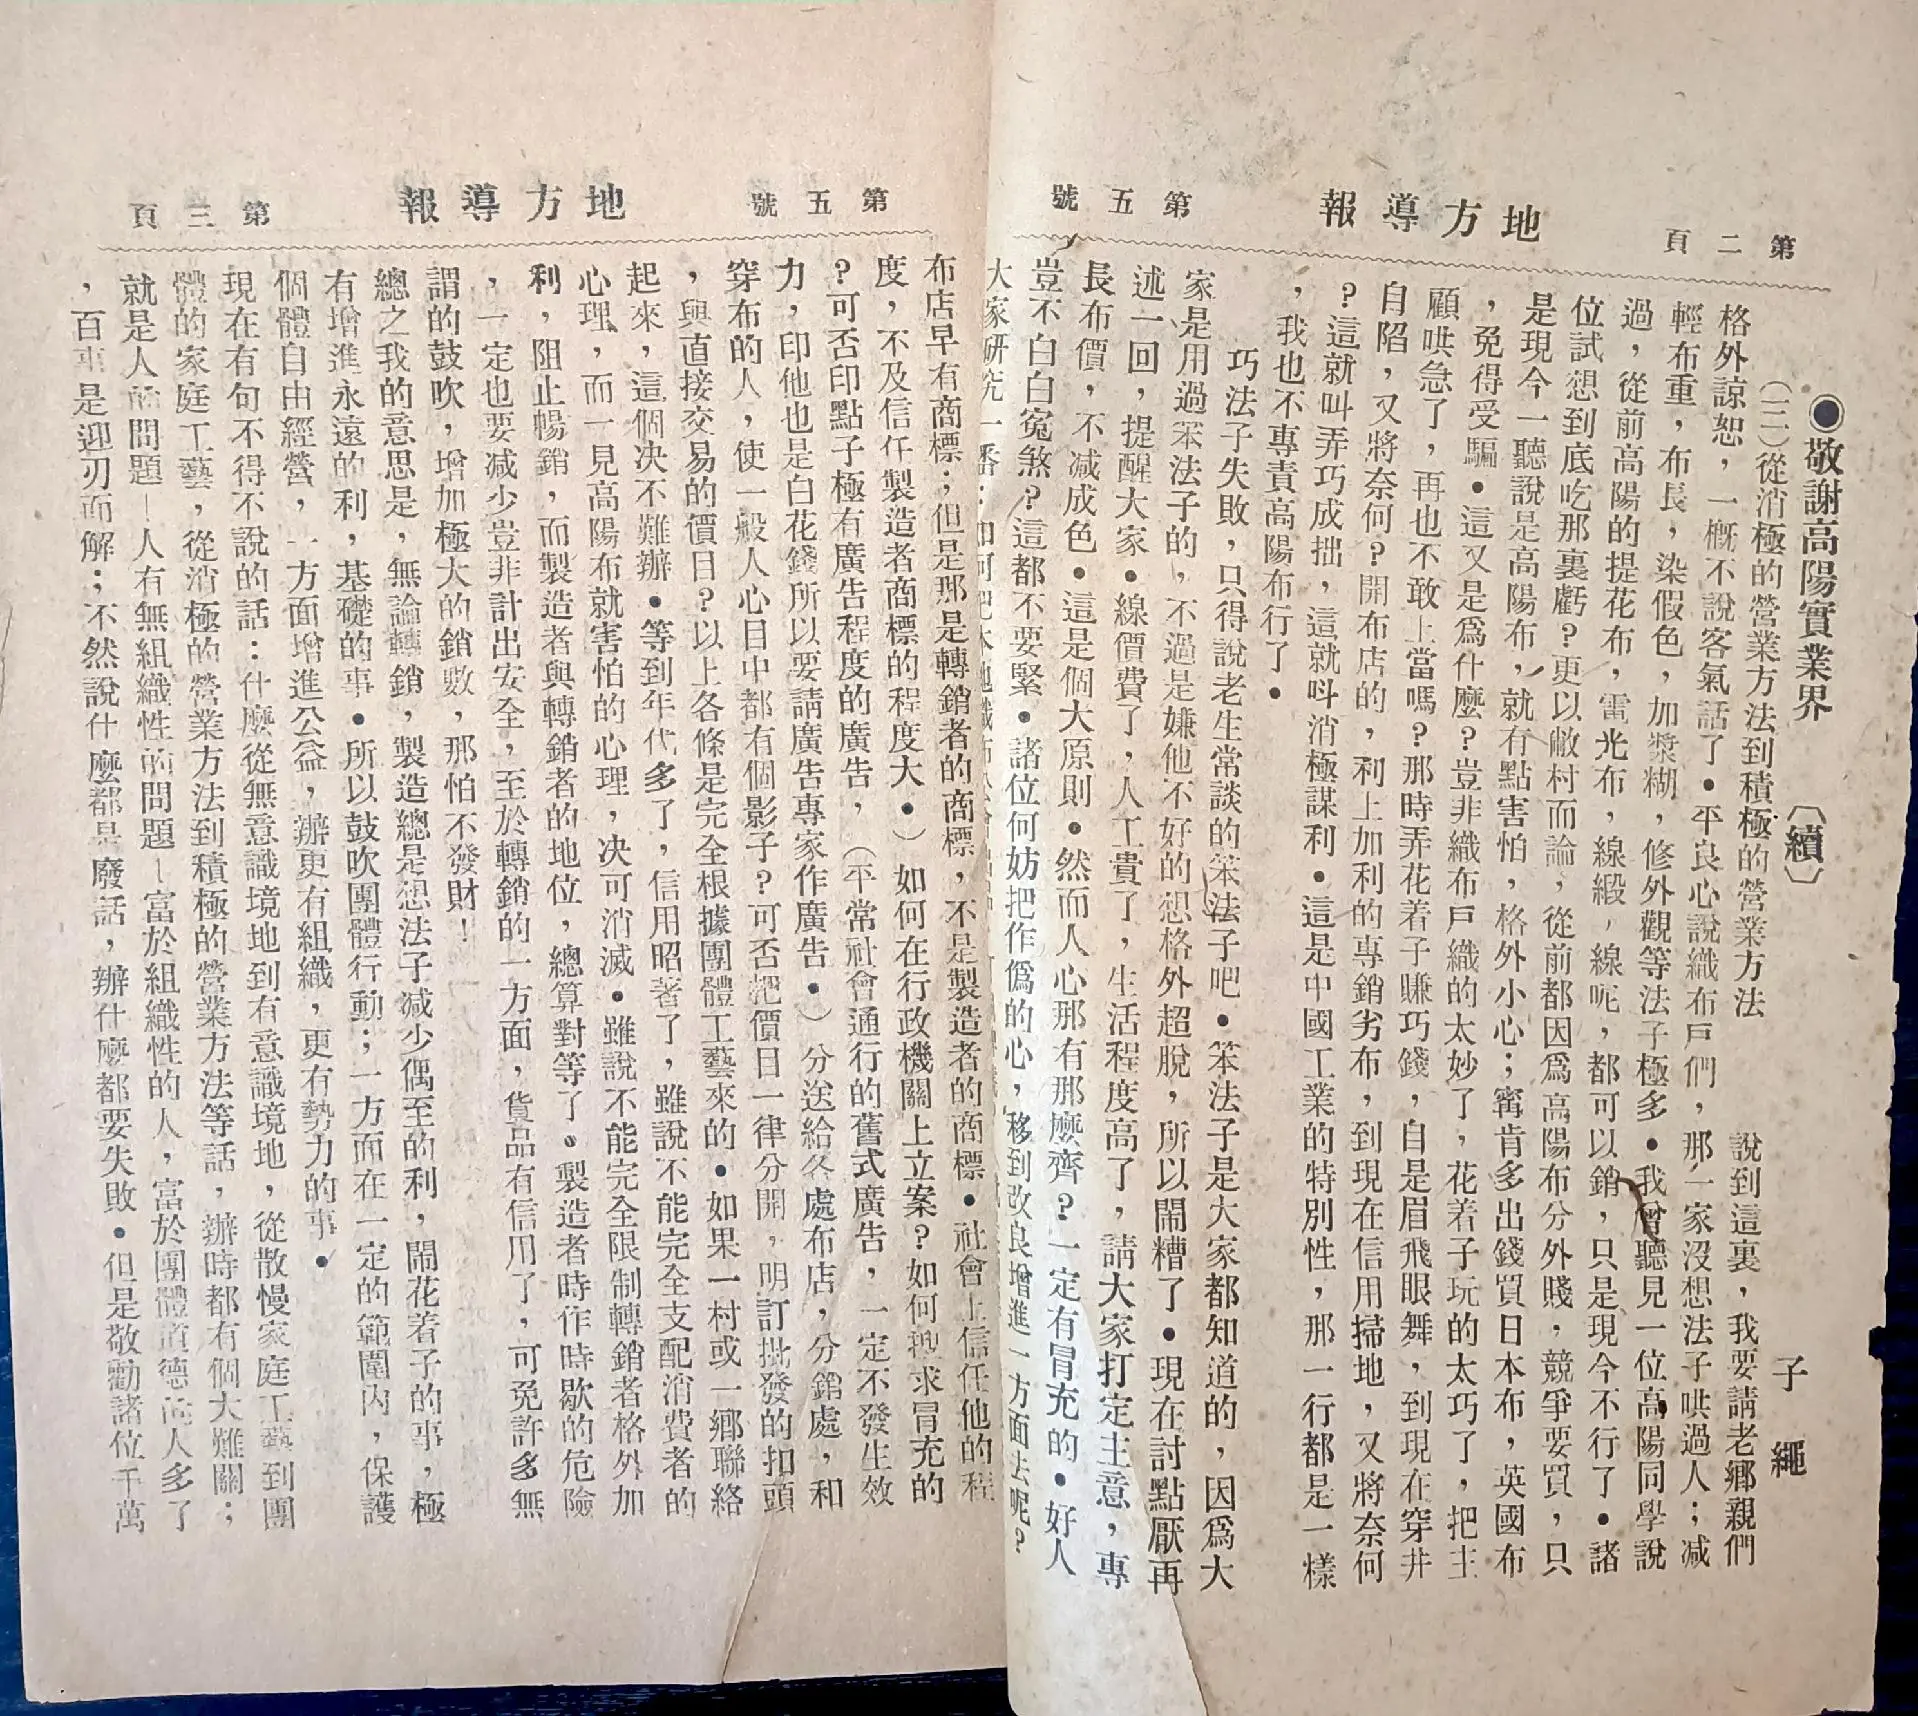 第二頁
地方導報
第五號
◉敬謝高陽實業界 〔續〕
子繩
(二)從消極的營業方法到積極的營業方法 說到這裏,我要請老鄉親們
格外諒恕,一概不說客氣話了•平良心說織布戶們,那一家沒想法子哄過人;減
輕布重,布長,染假色,加漿糊,修外觀等法子極多•我曾聽見一位高陽同學說
過,從前高陽的提花布,雷光布,線緞,線呢,都可以銷,只是現今不行了•諸
位試想到底吃那裏虧?更以敝村而論,從前都因爲高陽布分外賤,競爭要買,只
是現今一聽說是高陽布,就有點害怕,格外小心;寗肯多出錢買日本布,英國布
,免得受騙•這又是爲什麼?豈非織布戶織的太妙了,花着子玩的太巧了,把主
顧哄急了,再也不敢上當嗎?那時弄花着子賺巧錢,自是眉飛眼舞,到現在穿井
自陷,又將奈何?開布店的,利上加利的專銷劣布,到現在信用掃地,又將奈何
?這就叫弄巧成拙,這就呌消極謀利•這是中國工業的特別性,那一行都是一樣
,我也不專責高陽布行了•
巧法子失敗,只得說老生常談的笨法子吧•笨法子是大家都知道的,因爲大
家是用過笨法子的,不過是嫌他不好的想格外超脫,所以鬧糟了•現在討點厭再
述一回,提醒大家•線價費了,人工貴了,生活程度高了,請大家打定主意,專
長布價,不减成色•這是個大原則•然而人心那有那麼齊?一定有冒充的•好人
豈不白白寃煞?這都不要緊•諸位何妨把作僞的心,移到改良增進一方面法呢?
大家研究一番:如何把本地織布
第五號
地方導報
第三頁
布店早有商標;但是那是轉銷者的商標,不是製造者的商標•社會上信任他的程
度,不及信任製造者商標的程度大•)如何在行政機關上立案?如何搜求冒充的
?可否印點子極有廣告程度的廣告,(平常社會通行的舊式廣告,一定不發生效
力,印他也是白花錢所以要請廣告專家作廣告•)分送給各處布店,分銷處,和
穿布的人,使一般人心目中都有個影子?可否把價目一律分開,明訂批發的扣頭
,與直接交易的價目?以上各條是完全根據團體工藝來的•如果一村或一鄉聯絡
起來,這個决不難辦•等到年代多了,信用昭著了,雖說不能完全支配消費者的
心理,而一見高陽布就害怕的心理,决可消滅•雖說不能完全限制轉銷者格外加
利,阻止暢銷,而製造者與轉銷者的地位,總算對等了。製造者時作時歇的危險
,一定也要減少豈非計出安全,至於轉銷的一方面,貨品有信用了,可免許多無
謂的鼓吹,增加極大的銷數,那怕不發財!
總之我的意思是,無論轉銷,製造總是想法子减少偶至的利,鬧花着子的事,極
有增進永遠的利,基礎的事•所以鼓吹團體行動;一方面在一定的範圍內,保護
個體自由經營,一方面增進公益,辦更有組織,更有勢力的事•
現在有句不得不說的話:什麼從無意識境地到有意識境地,從散慢家庭工藝到團
體的家庭工藝,從消極的營業方法到積極的營業方法等話,辦時都有個大難關;
就是人的問題—人有無組織性的問題—富於組織性的人,富於團體道德的人多了
,百事是迎刃而解;不然說什麼都是廢話,辦什麼都要失敗•但是敬勸諸位千萬